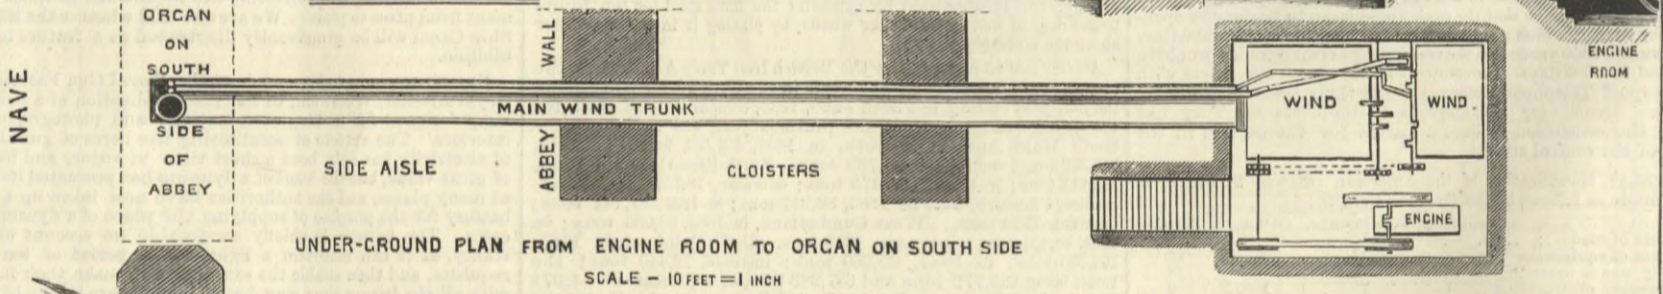 NAVE
ORGAN
ON
SOUTH
SIDE
OF
ABBEY
MAIN WIND TRUNK
SIDE AISLE
ABBEY WALL
CLOISTERS
WIND
WIND
ENGINE
ENGINE
ROOM
UNDER-GROUND PLAN FROM ENGINE ROOM TO ORGAN ON SOUTH SIDE
SCALE - 10 FEET = 1 INCH